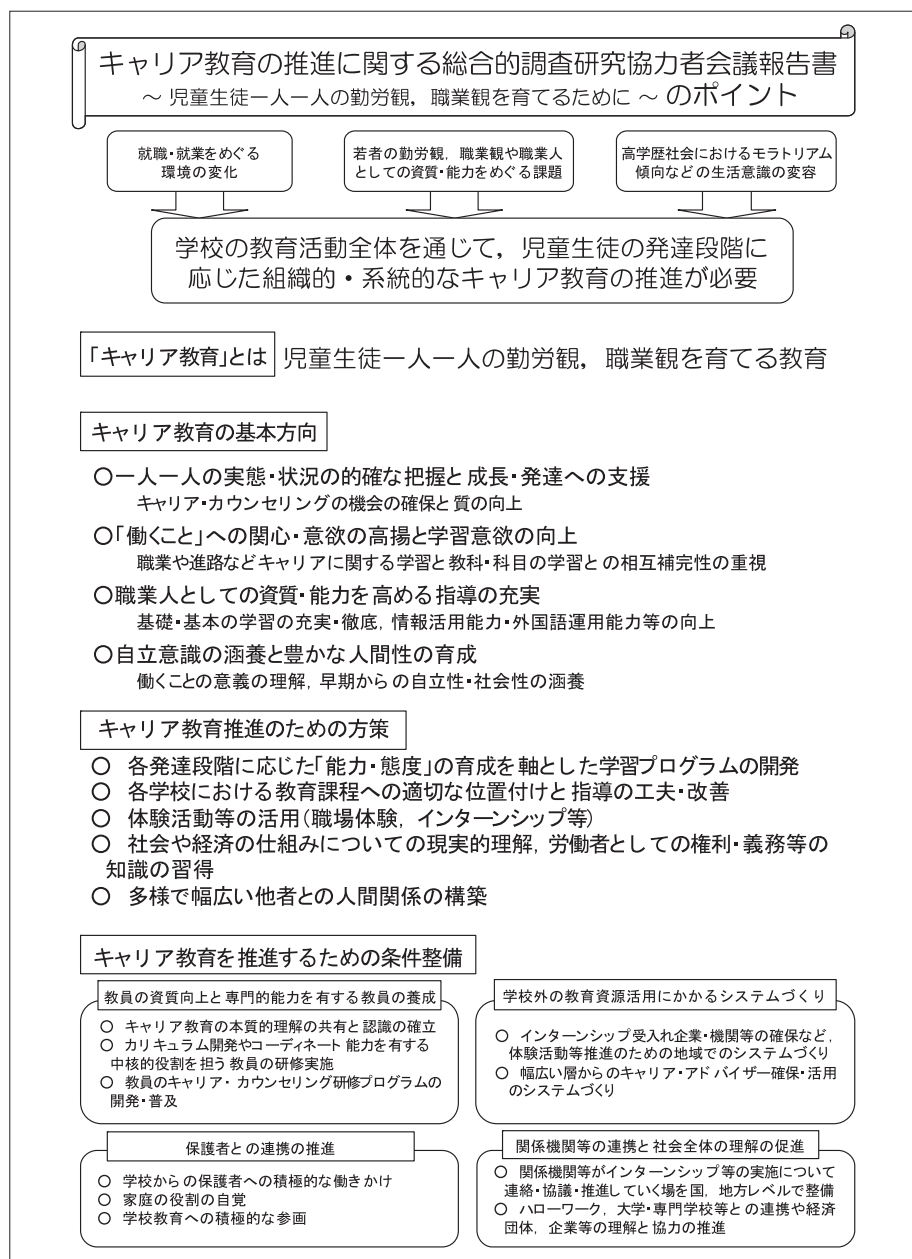 キャリア教育の推進に関する総合的調査研究協力者会議報告書
～ 児童生徒一人一人の勤労観，職業観を育てるために ～ のポイント
就職・就業をめぐる
環境の変化
若者の勤労観，職業観や職業人
としての資質・能力をめぐる課題
高学歴社会におけるモラトリアム
傾向などの生活意識の変容
学校の教育活動全体を通じて，児童生徒の発達段階に
応じた組織的・系統的なキャリア教育の推進が必要
「キャリア教育」とは 児童生徒一人一人の勤労観，職業観を育てる教育
キャリア教育の基本方向
○一人一人の実態・状況の的確な把握と成長・発達への支援
キャリア・カウンセリングの機会の確保と質の向上
○「働くこと」への関心・意欲の高揚と学習意欲の向上
職業や進路などキャリアに関する学習と教科・科目の学習との相互補完性の重視
○職業人としての資質・能力を高める指導の充実
基礎・基本の学習の充実・徹底，情報活用能力・外国語運用能力等の向上
○自立意識の涵養と豊かな人間性の育成
働くことの意義の理解，早期からの自立性・社会性の涵養
キャリア教育推進のための方策
○ 各発達段階に応じた「能力・態度」の育成を軸とした学習プログラムの開発
○ 各学校における教育課程への適切な位置付けと指導の工夫・改善
○ 体験活動等の活用（職場体験，インターンシップ等）
○ 社会や経済の仕組みについての現実的理解，労働者としての権利・義務等の
知識の習得
○ 多様で幅広い他者との人間関係の構築
キャリア教育を推進するための条件整備
教員の資質向上と専門的能力を有する教員の養成
○ キャリア教育の本質的理解の共有と認識の確立
○ カリキュラム開発やコーディネート能力を有する
中核的役割を担う教員の研修実施
○ 教員のキャリア・カウンセリング研修プログラムの
開発・普及
学校外の教育資源活用にかかるシステムづくり
○ インターンシップ受入れ企業・機関等の確保など，
体験活動等推進のための地域でのシステムづくり
○ 幅広い層からのキャリア・アドバイザー確保・活用
のシステムづくり
保護者との連携の推進
○ 学校からの保護者への積極的な働きかけ
○ 家庭の役割の自覚
○ 学校教育への積極的な参画
関係機関等の連携と社会全体の理解の促進
○ 関係機関等がインターンシップ等の実施について
連絡・協議・推進していく場を国，地方レベルで整備
○ ハローワーク，大学・専門学校等との連携や経済
団体，企業等の理解と協力の推進